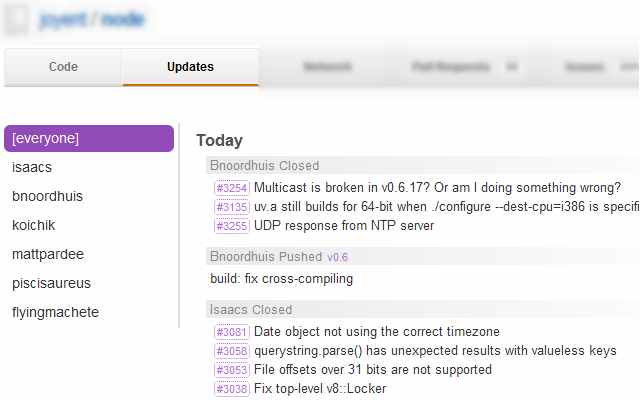 joyent / node
Code Updates Network Pull Requests Issues
[everyone]
isaacs
bnoordhuis
koichik
mattpardee
piscisaureus
flyingmachete
Today
Bnoordhuis Closed
#3254 Multicast is broken in v0.6.17? Or am I doing something wrong?
#3135 uv.a still builds for 64-bit when ./configure --dest-cpu=i386 is specifi
#3255 UDP response from NTP server
Bnoordhuis Pushed v0.6
build: fix cross-compiling
Isaacs Closed
#3081 Date object not using the correct timezone
#3058 querystring.parse() has unexpected results with valueless keys
#3053 File offsets over 31 bits are not supported
#3038 Fix top-level v8::Locker